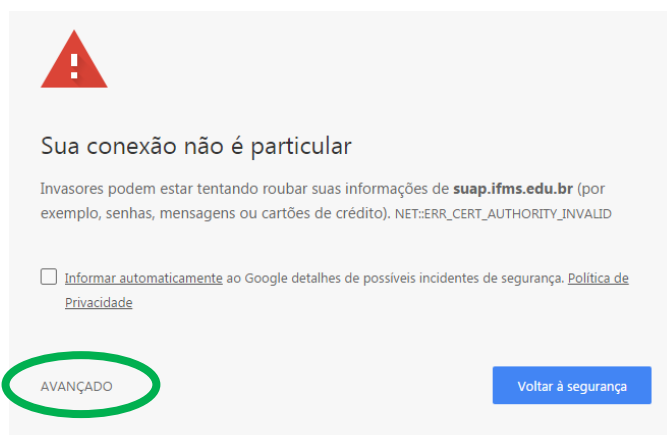 Sua conexão não é particular
Invasores podem estar tentando roubar suas informações de suap.ifms.edu.br (por
exemplo, senhas, mensagens ou cartões de crédito). NET::ERR_CERT_AUTHORITY_INVALID
Informar automaticamente ao Google detalhes de possíveis incidentes de segurança. Política de
Privacidade
AVANÇADO
Voltar à segurança